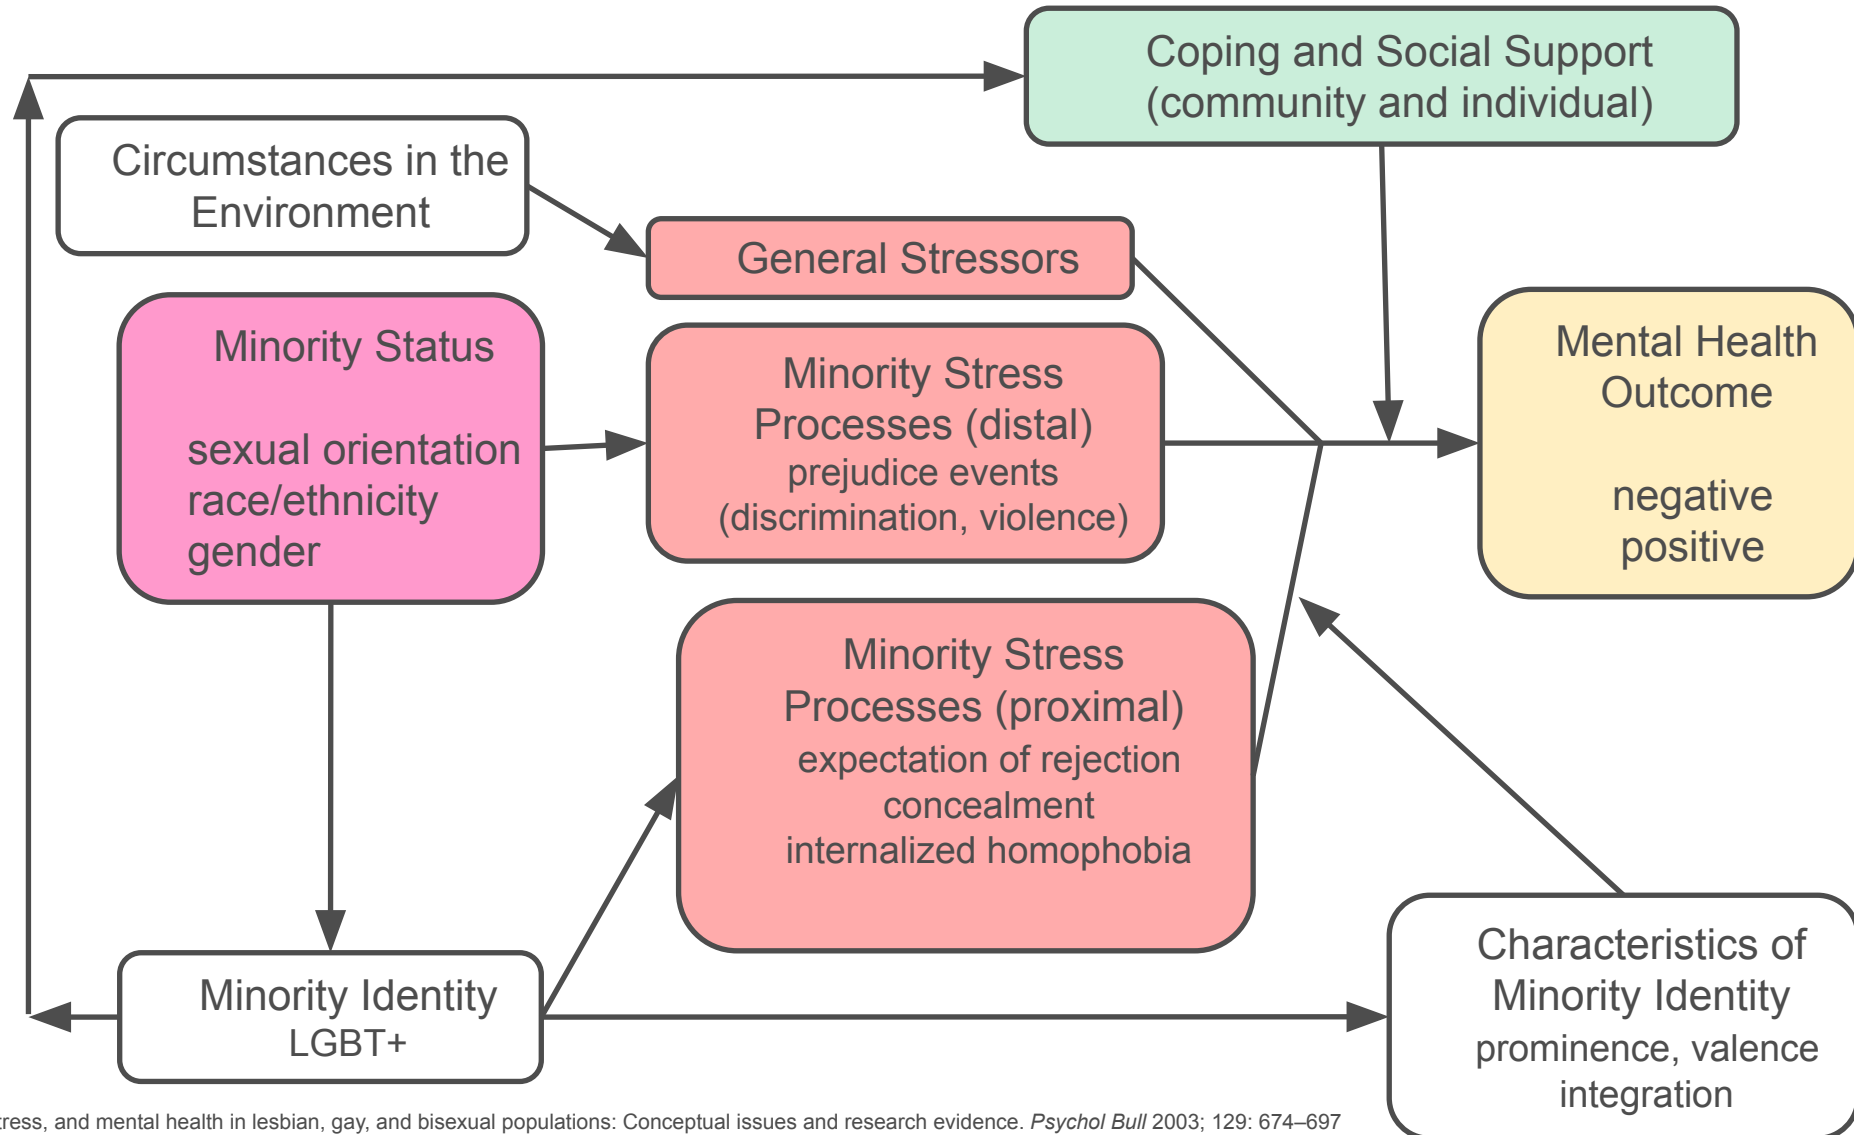 Coping and Social Support
(community and individual)
Circumstances in the
Environment
General Stressors
Minority Status
sexual orientation
race/ethnicity
gender
Minority Stress
Processes (distal)
prejudice events
(discrimination, violence)
Mental Health
Outcome
negative
positive
Minority Stress
Processes (proximal)
expectation of rejection
concealment
internalized homophobia
Minority Identity
LGBT+
Characteristics of
Minority Identity
prominence, valence
integration
tress, and mental health in lesbian, gay, and bisexual populations: Conceptual issues and research evidence. Psychol Bull 2003; 129: 674–697